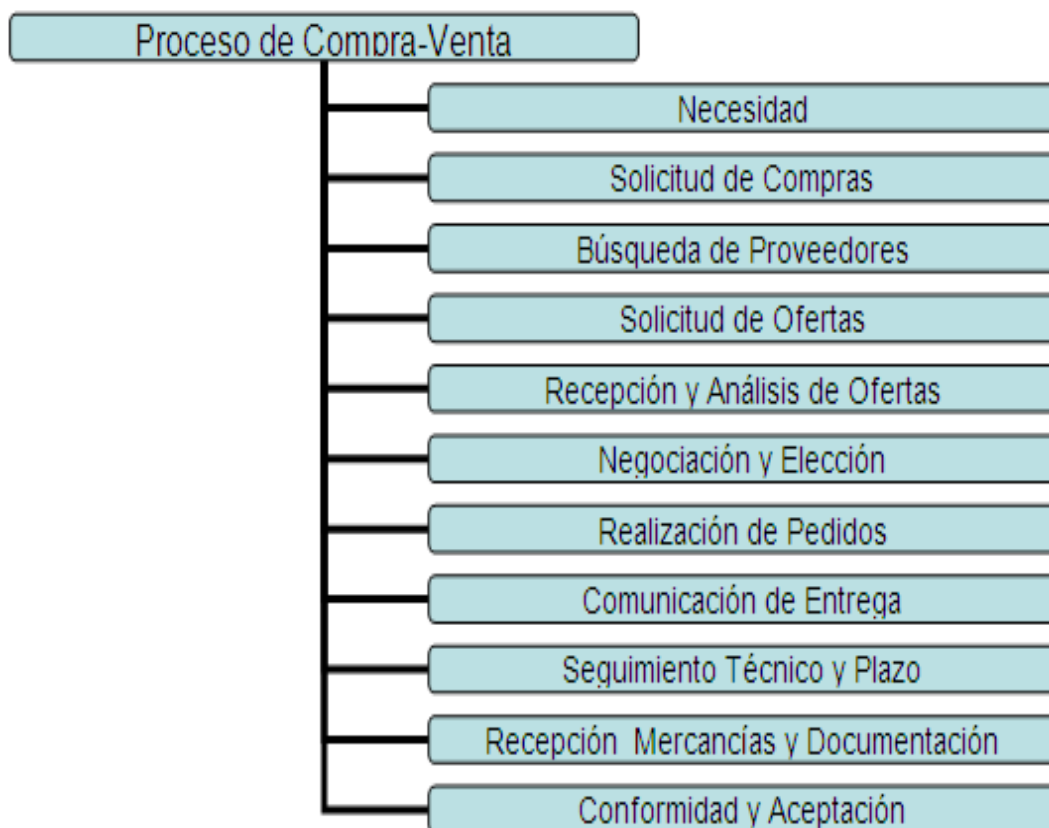 Proceso de Compra-Venta
Necesidad
Solicitud de Compras
Búsqueda de Proveedores
Solicitud de Ofertas
Recepción y Análisis de Ofertas
Negociación y Elección
Realización de Pedidos
Comunicación de Entrega
Seguimiento Técnico y Plazo
Recepción Mercancías y Documentación
Conformidad y Aceptación